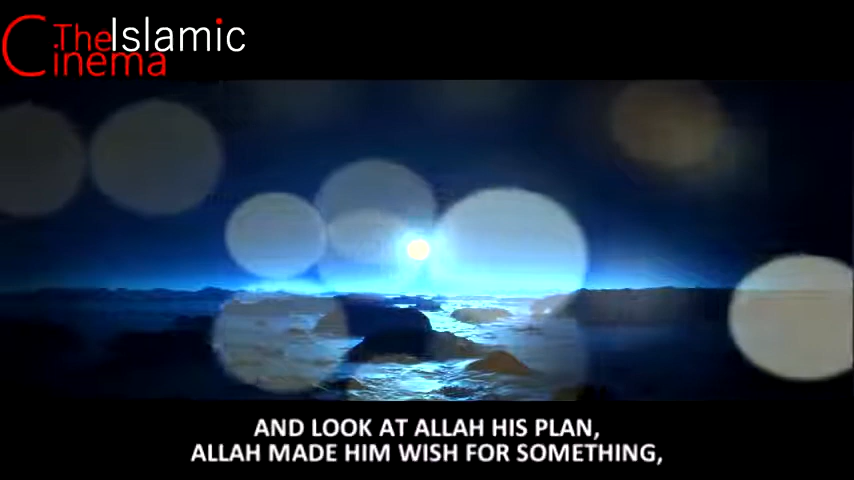 The Islamic
Cinema
AND LOOK AT ALLAH HIS PLAN,
ALLAH MADE HIM WISH FOR SOMETHING,